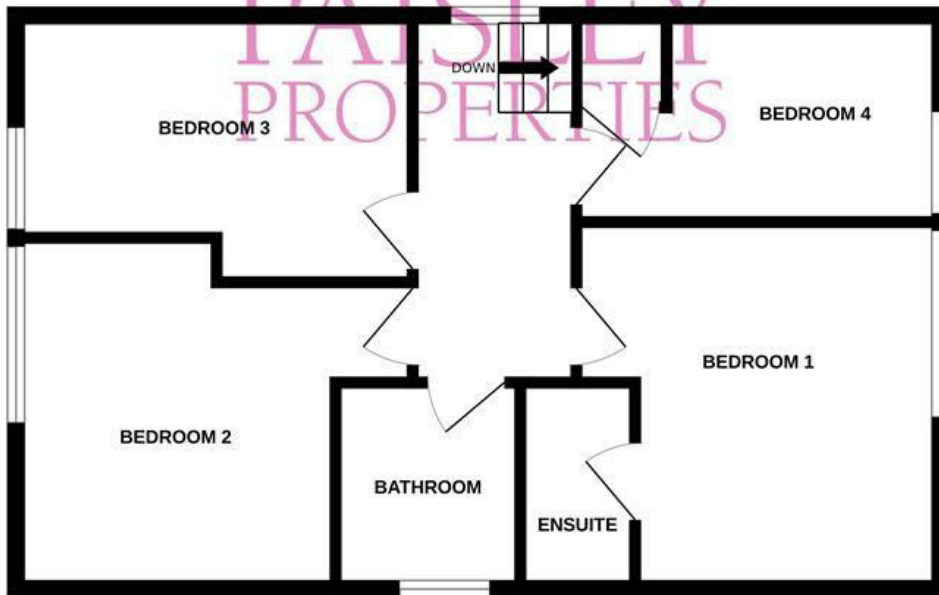 PAISLEY
PROPERTIES
DOWN
BEDROOM 3
BEDROOM 4
BEDROOM 1
BEDROOM 2
BATHROOM
ENSUITE